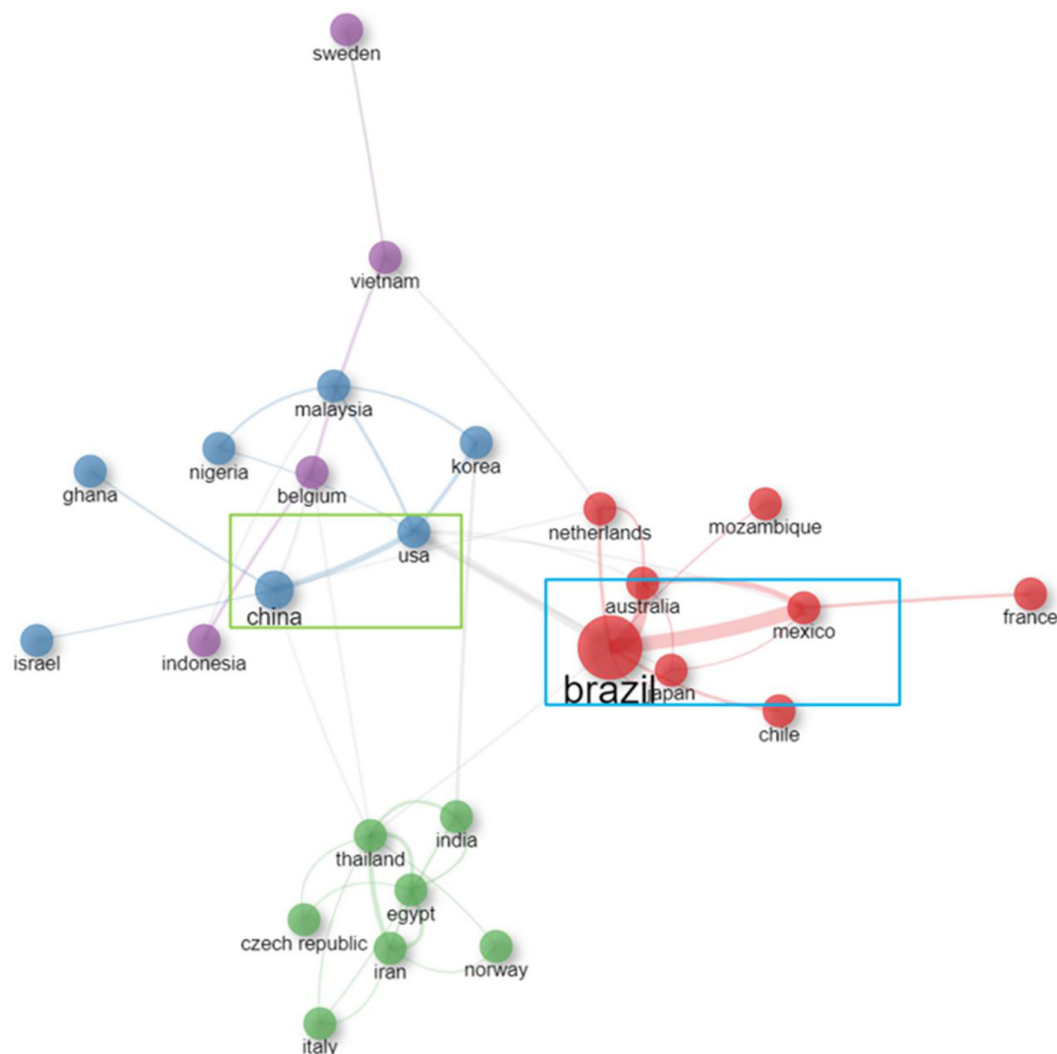 sweden
vietnam
malaysia
nigeria
korea
ghana
belgium
netherlands
mozambique
usa
australia
china
mexico
france
israel
indonesia
brazil
japan
chile
thailand
india
egypt
czech republic
iran
norway
italy